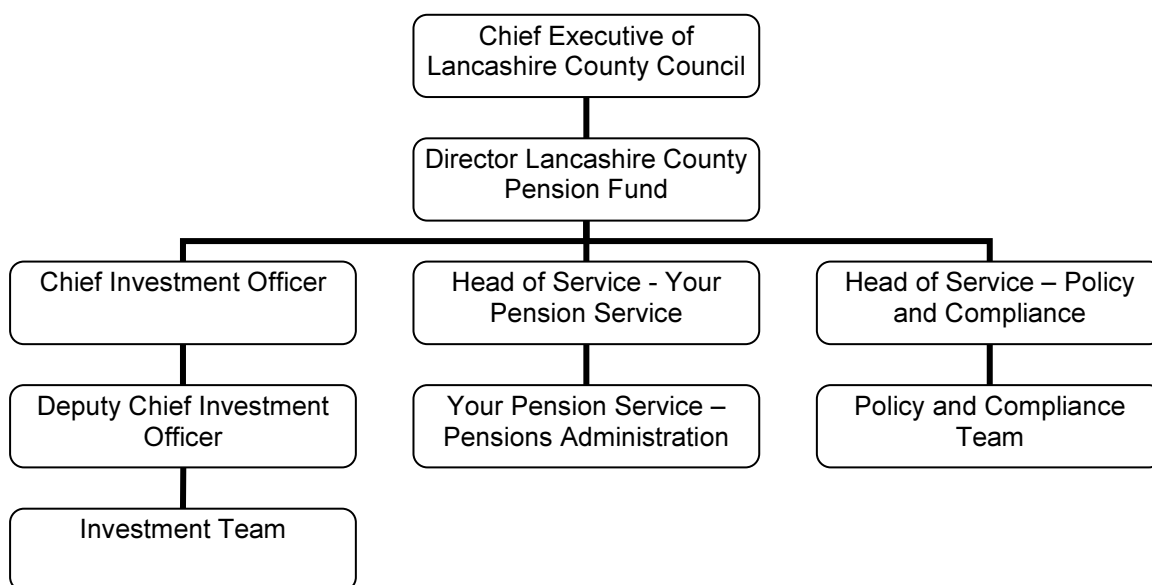 Chief Executive of
Lancashire County Council
Director Lancashire County
Pension Fund
Chief Investment Officer
Head of Service - Your
Pension Service
Head of Service – Policy
and Compliance
Deputy Chief Investment
Officer
Your Pension Service –
Pensions Administration
Policy and Compliance
Team
Investment Team